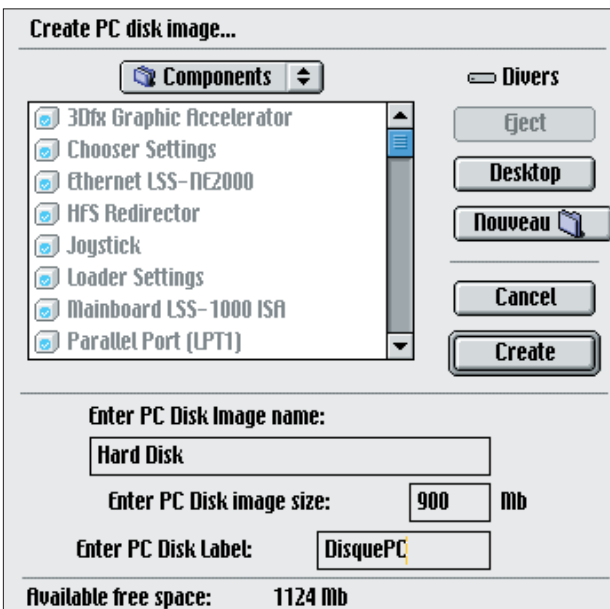 Create PC disk image...
Components
Divers
3Dfx Graphic Accelerator
Chooser Settings
Ethernet LSS-NE2000
HFS Redirector
Joystick
Loader Settings
Mainboard LSS-1000 ISA
Parallel Port (LPT1)
Eject
Desktop
Nouveau
Cancel
Create
Enter PC Disk Image name:
Hard Disk
Enter PC Disk image size: 900 Mb
Enter PC Disk Label: DisquePC
Available free space: 1124 Mb